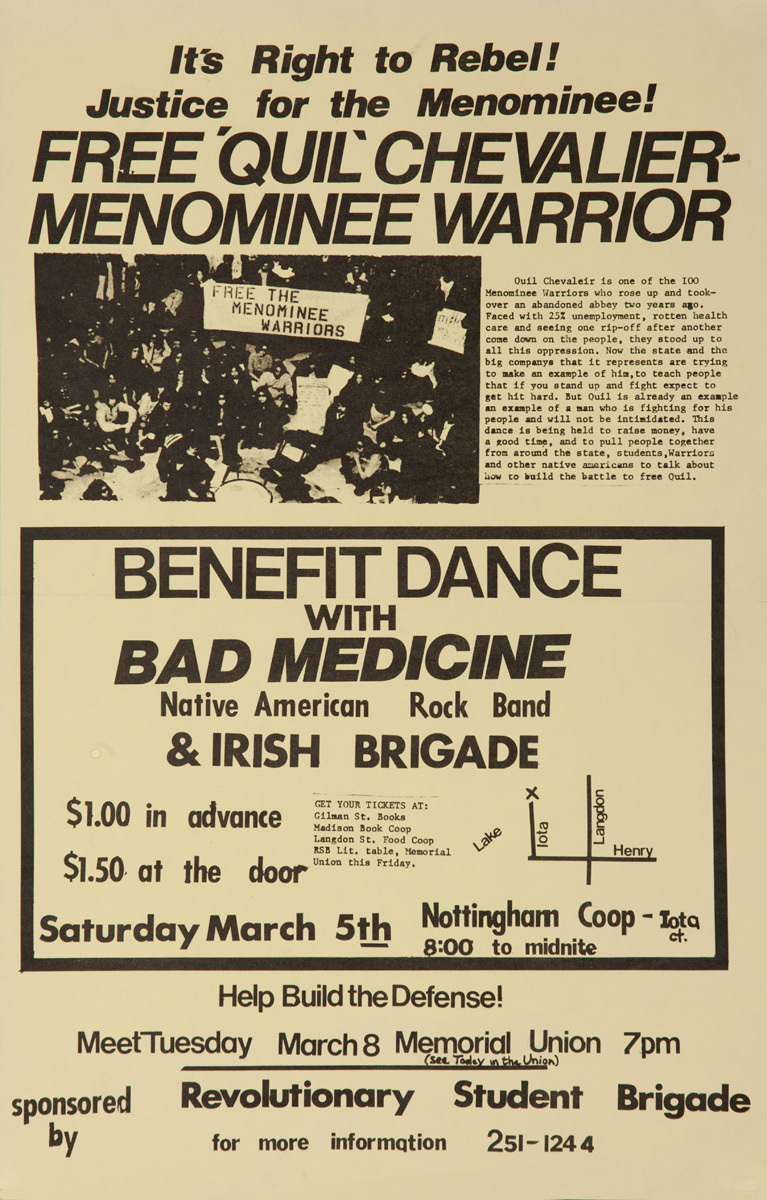 It's Right to Rebel!
Justice for the Menominee!
FREE 'QUIL' CHEVALIER-
MENOMINEE WARRIOR
FREE THE
MENOMINEE
WARRIORS
Quil Chevaleir is one of the 100
Menominee Warriors who rose up and took-
over an abandoned abbey two years ago.
Faced with 25% unemployment, rotten health
care and seeing one rip-off after another
come down on the people, they stood up to
all this oppression. Now the state and the
big companys that it represents are trying
to make an example of him,to teach people
that if you stand up and fight expect to
get hit hard. But Quil is already an example
an example of a man who is fighting for his
people and will not be intimidated. This
dance is being held to raise money, have
a good time, and to pull people together
from around the state, students,Warriors
and other native americans to talk about
how to build the battle to free Quil.
BENEFIT DANCE
WITH
BAD MEDICINE
Native American Rock Band
& IRISH BRIGADE
$1.00 in advance
$1.50 at the door
GET YOUR TICKETS AT:
Gilman St. Books
Madison Book Coop
Langdon St. Food Coop
RSB Lit. table, Memorial
Union this Friday.
Lake
X
Iota
Langdon
Henry
Saturday March 5th
Nottingham Coop - Iota ct.
8:00 to midnite
Help Build the Defense!
Meet Tuesday March 8 Memorial Union 7pm
(see Today in the Union)
sponsored by
Revolutionary Student Brigade
for more information 251-1244